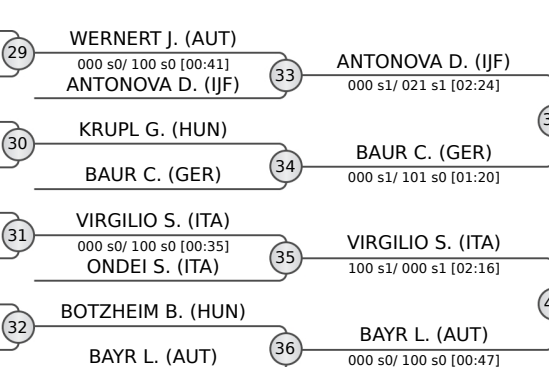 29
WERNERT J. (AUT)
000 s0/ 100 s0 [00:41]
ANTONOVA D. (IJF)
33
ANTONOVA D. (IJF)
000 s1/ 021 s1 [02:24]
30
KRUPL G. (HUN)
BAUR C. (GER)
34
BAUR C. (GER)
000 s1/ 101 s0 [01:20]
31
VIRGILIO S. (ITA)
000 s0/ 100 s0 [00:35]
ONDEI S. (ITA)
35
VIRGILIO S. (ITA)
100 s1/ 000 s1 [02:16]
32
BOTZHEIM B. (HUN)
BAYR L. (AUT)
36
BAYR L. (AUT)
000 s0/ 100 s0 [00:47]